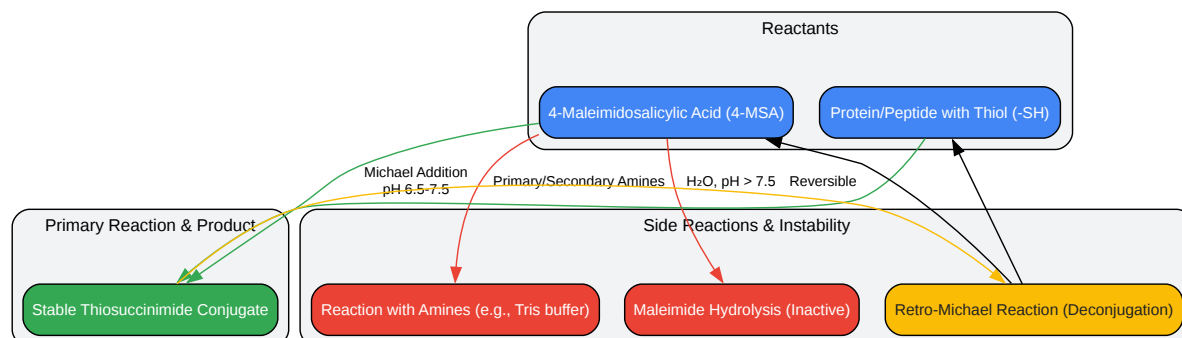 Reactants
4-Maleimidosalicylic Acid (4-MSA)
Protein/Peptide with Thiol (-SH)
Michael Addition
pH 6.5-7.5
Primary/Secondary Amines
H₂O, pH > 7.5
Reversible
Primary Reaction & Product
Side Reactions & Instability
Stable Thiosuccinimide Conjugate
Reaction with Amines (e.g., Tris buffer)
Maleimide Hydrolysis (Inactive)
Retro-Michael Reaction (Deconjugation)